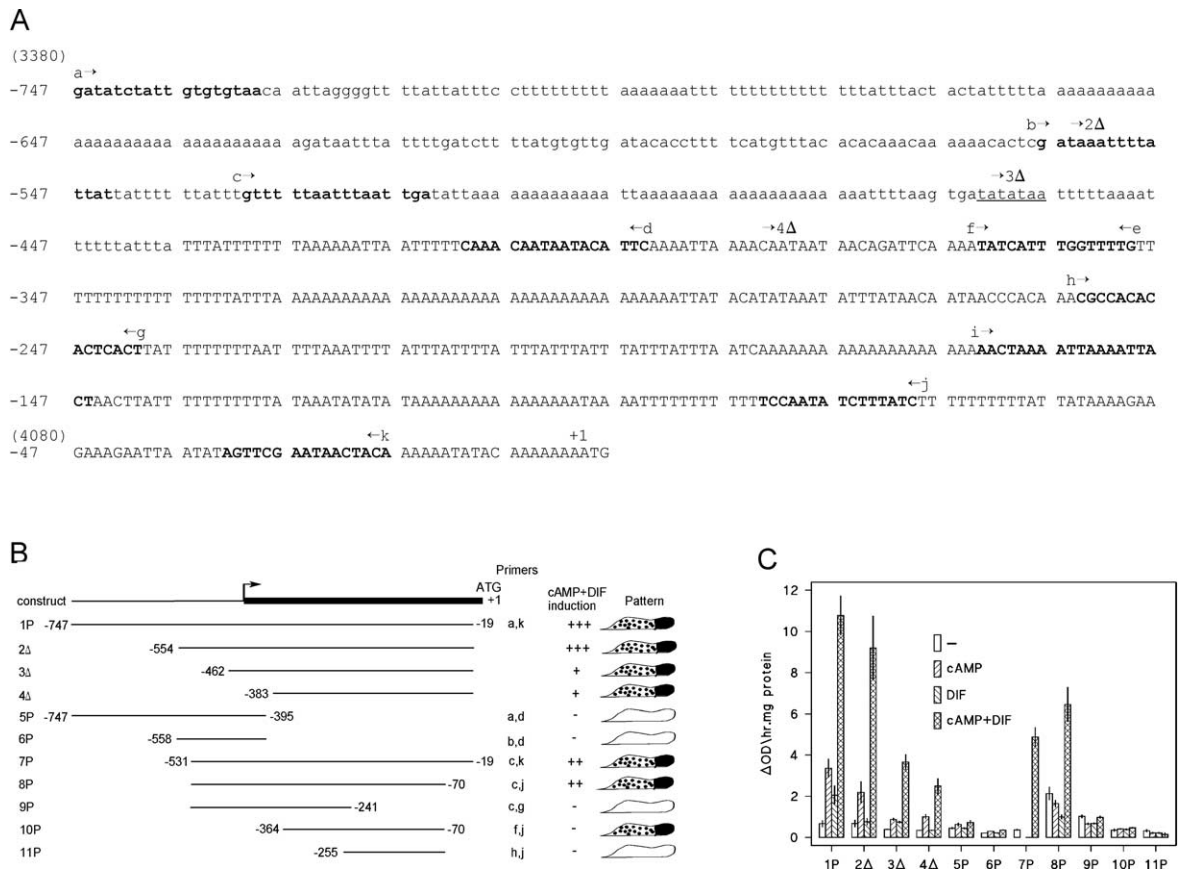 A
(3380)
a→
-747 gatatctatt gtgtgtaaca attaggggtt ttattatttc cttttttttt aaaaaaattt tttttttttt tttatttact actattttta aaaaaaaaaa
b→ →2Δ
-647 aaaaaaaaaa aaaaaaaaaa agataattta ttttgatctt ttatgtgttg atacaccttt tcatgtttac acacaaacaa aaaacactcg ataaatttta
c→ →3Δ
-547 ttattatttt ttatttgttt ttaatttaat tgatattaaa aaaaaaaaaa ttaaaaaaaa aaaaaaaaaa aaattttaag tgatatataa tttttaaaat
←d →4Δ f→ ←e
-447 tttttattta TTTATTTTTT TAAAAAATTA ATTTTTCAAA CAATAATACA TTCAAAATTA AAACAATAAT AACAGATTCA AAATATCATT TGGTTTTGTT
h→
-347 TTTTTTTTTT TTTTTATTTA AAAAAAAAAA AAAAAAAAAA AAAAAAAAAA AAAAAATTAT ACATATAAAT ATTTATAACA ATAACCCACA AACGCCACAC
←g i→
-247 ACTCACTTAT TTTTTTTAATT TTTAAATTTT ATTTATTTTAT TTATTTATTT TATTTATTTA ATCAAAAAAA AAAAAAAAAA AAAACTAAAA TTAAAATTA
←j
-147 CTAACTTATT TTTTTTTTTA TAAATATATA TAAAAAAAAA AAAAAAATAA AATTTTTTTT TTTTCCAATA TCTTTATCTT TTTTTTTTAT TATAAAAGAA
(4080) ←k +1
-47 GAAAGAATTA ATATAGTTCG AATAACTACA AAAAATATAC AAAAAAAATG
B
Primers
ATG
construct +1 cAMP+DIF induction Pattern
1P -747 -19 a,k +++
2Δ -554 +++
3Δ -462 +
4Δ -383 +
5P -747 -395 a,d -
6P -558 b,d -
7P -531 -19 c,k ++
8P -70 c,j ++
9P -241 c,g -
10P -364 -70 f,j -
11P -255 h,j -
C
ΔOD\hr.mg protein
12
10
8
6
4
2
0
–
cAMP
DIF
cAMP+DIF
1P 2Δ 3Δ 4Δ 5P 6P 7P 8P 9P 10P 11P